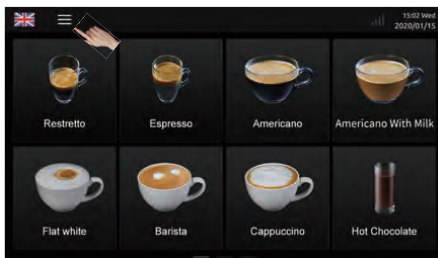 15:02 Wed
2020/01/15
Restretto
Espresso
Americano
Americano With Milk
Flat white
Barista
Cappuccino
Hot Chocolate